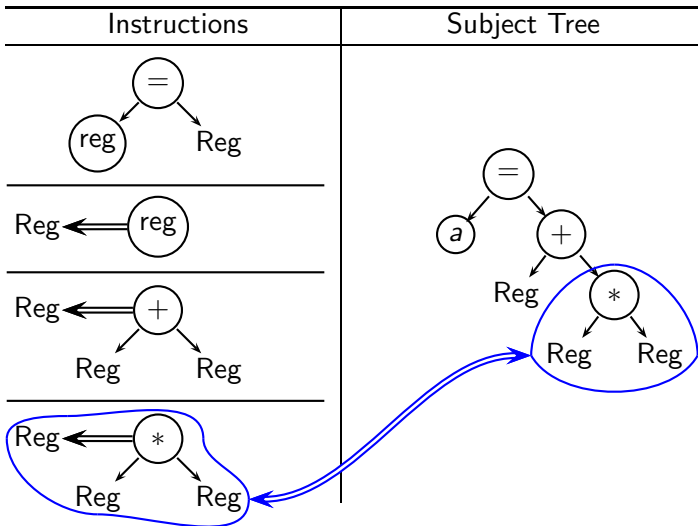 Instructions
Subject Tree
=
reg Reg
Reg reg
Reg +
Reg Reg
Reg *
Reg Reg
=
a +
Reg *
Reg Reg